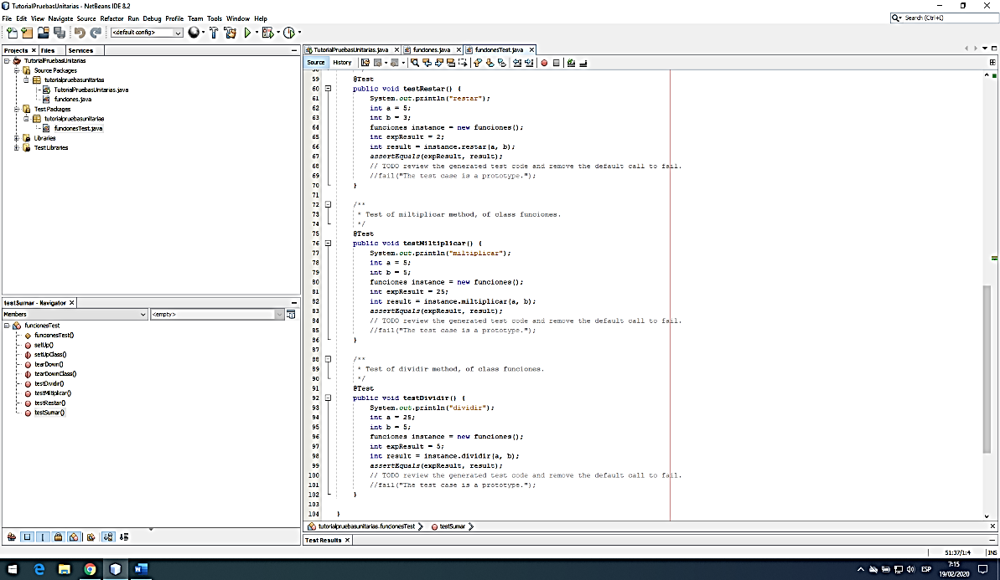 TutorialPruebasUnitarias - NetBeans IDE 8.2
File Edit View Navigate Source Refactor Run Debug Profile Team Tools Window Help
Search (Ctrl+I)
<default config>
Projects Files Services
TutorialPruebasUnitarias
Source Packages
tutorialpruebasunitarias
TutorialPruebasUnitarias.java
funciones.java
Test Packages
tutorialpruebasunitarias
funcionesTest.java
Libraries
Test Libraries
testSumar - Navigator
Members <empty>
funcionesTest
funcionesTest()
setUp()
setUpClass()
tearDown()
tearDownClass()
testDividir()
testMiltiplicar()
testRestar()
testSumar()
TutorialPruebasUnitarias.java funciones.java funcionesTest.java
Source History
59 @Test
60 public void testRestar() {
61 System.out.println("restar");
62 int a = 5;
63 int b = 3;
64 funciones instance = new funciones();
65 int expResult = 2;
66 int result = instance.restar(a, b);
67 assertEquals(expResult, result);
68 // TODO review the generated test code and remove the default call to fail.
69 //fail("The test case is a prototype.");
70 }
71
72 /**
73 * Test of miltiplicar method, of class funciones.
74 */
75 @Test
76 public void testMiltiplicar() {
77 System.out.println("miltiplicar");
78 int a = 5;
79 int b = 5;
80 funciones instance = new funciones();
81 int expResult = 25;
82 int result = instance.miltiplicar(a, b);
83 assertEquals(expResult, result);
84 // TODO review the generated test code and remove the default call to fail.
85 //fail("The test case is a prototype.");
86 }
87
88 /**
89 * Test of dividir method, of class funciones.
90 */
91 @Test
92 public void testDividir() {
93 System.out.println("dividir");
94 int a = 25;
95 int b = 5;
96 funciones instance = new funciones();
97 int expResult = 5;
98 int result = instance.dividir(a, b);
99 assertEquals(expResult, result);
100 // TODO review the generated test code and remove the default call to fail.
101 //fail("The test case is a prototype.");
102 }
103
104 }
tutorialpruebasunitarias.funcionesTest testSumar
Test Results
51:37/1:4 INS
ESP
7:15
19/02/2020